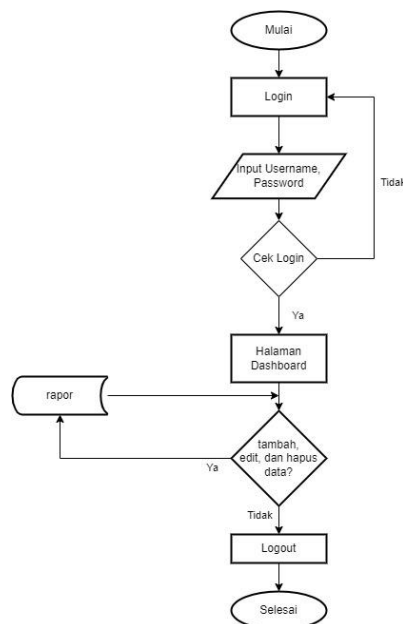 Mulai
Login
Input Username,
Password
Tidak
Cek Login
Ya
Halaman
Dashboard
rapor
tambah,
edit, dan hapus
data?
Ya
Tidak
Logout
Selesai